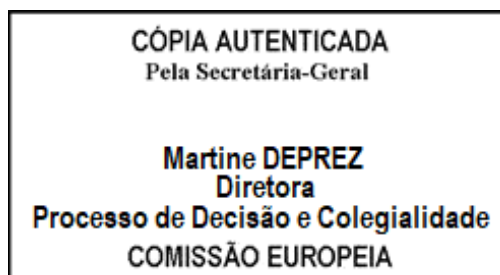 CÓPIA AUTENTICADA
Pela Secretária-Geral
Martine DEPREZ
Diretora
Processo de Decisão e Colegialidade
COMISSÃO EUROPEIA